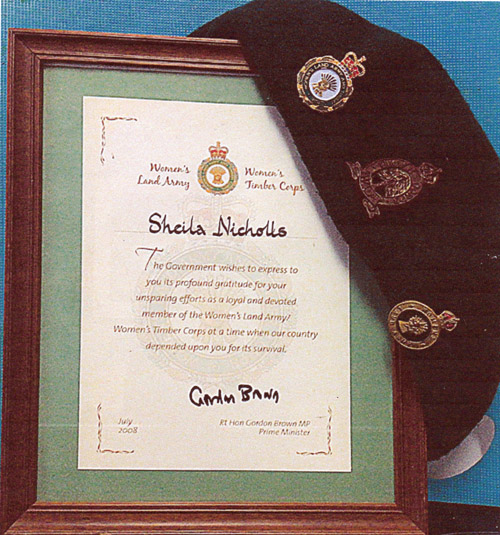 Women's
Land Army
Women's
Timber Corps
Sheila Nicholls
The Government wishes to express to
you its profound gratitude for your
unsparing efforts as a loyal and devoted
member of the Women's Land Army/
Women's Timber Corps at a time when our country
depended upon you for its survival.
Gordon Brown
July
2008
Rt Hon Gordon Brown MP
Prime Minister